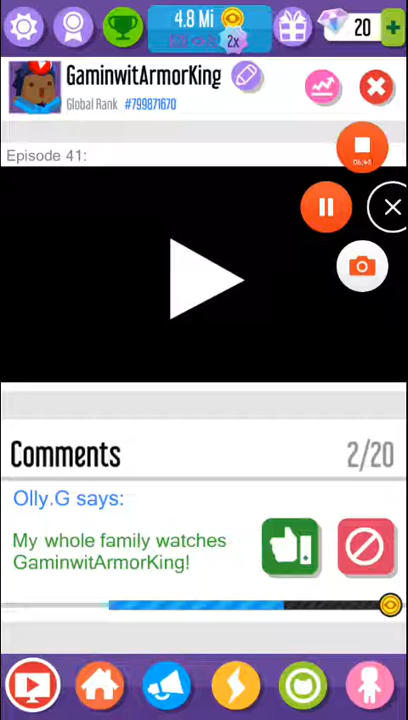 4.8 Mi
2x
20
GaminwitArmorKing
Global Rank #799871670
Episode 41:
Comments 2/20
Olly.G says:
My whole family watches
GaminwitArmorKing!